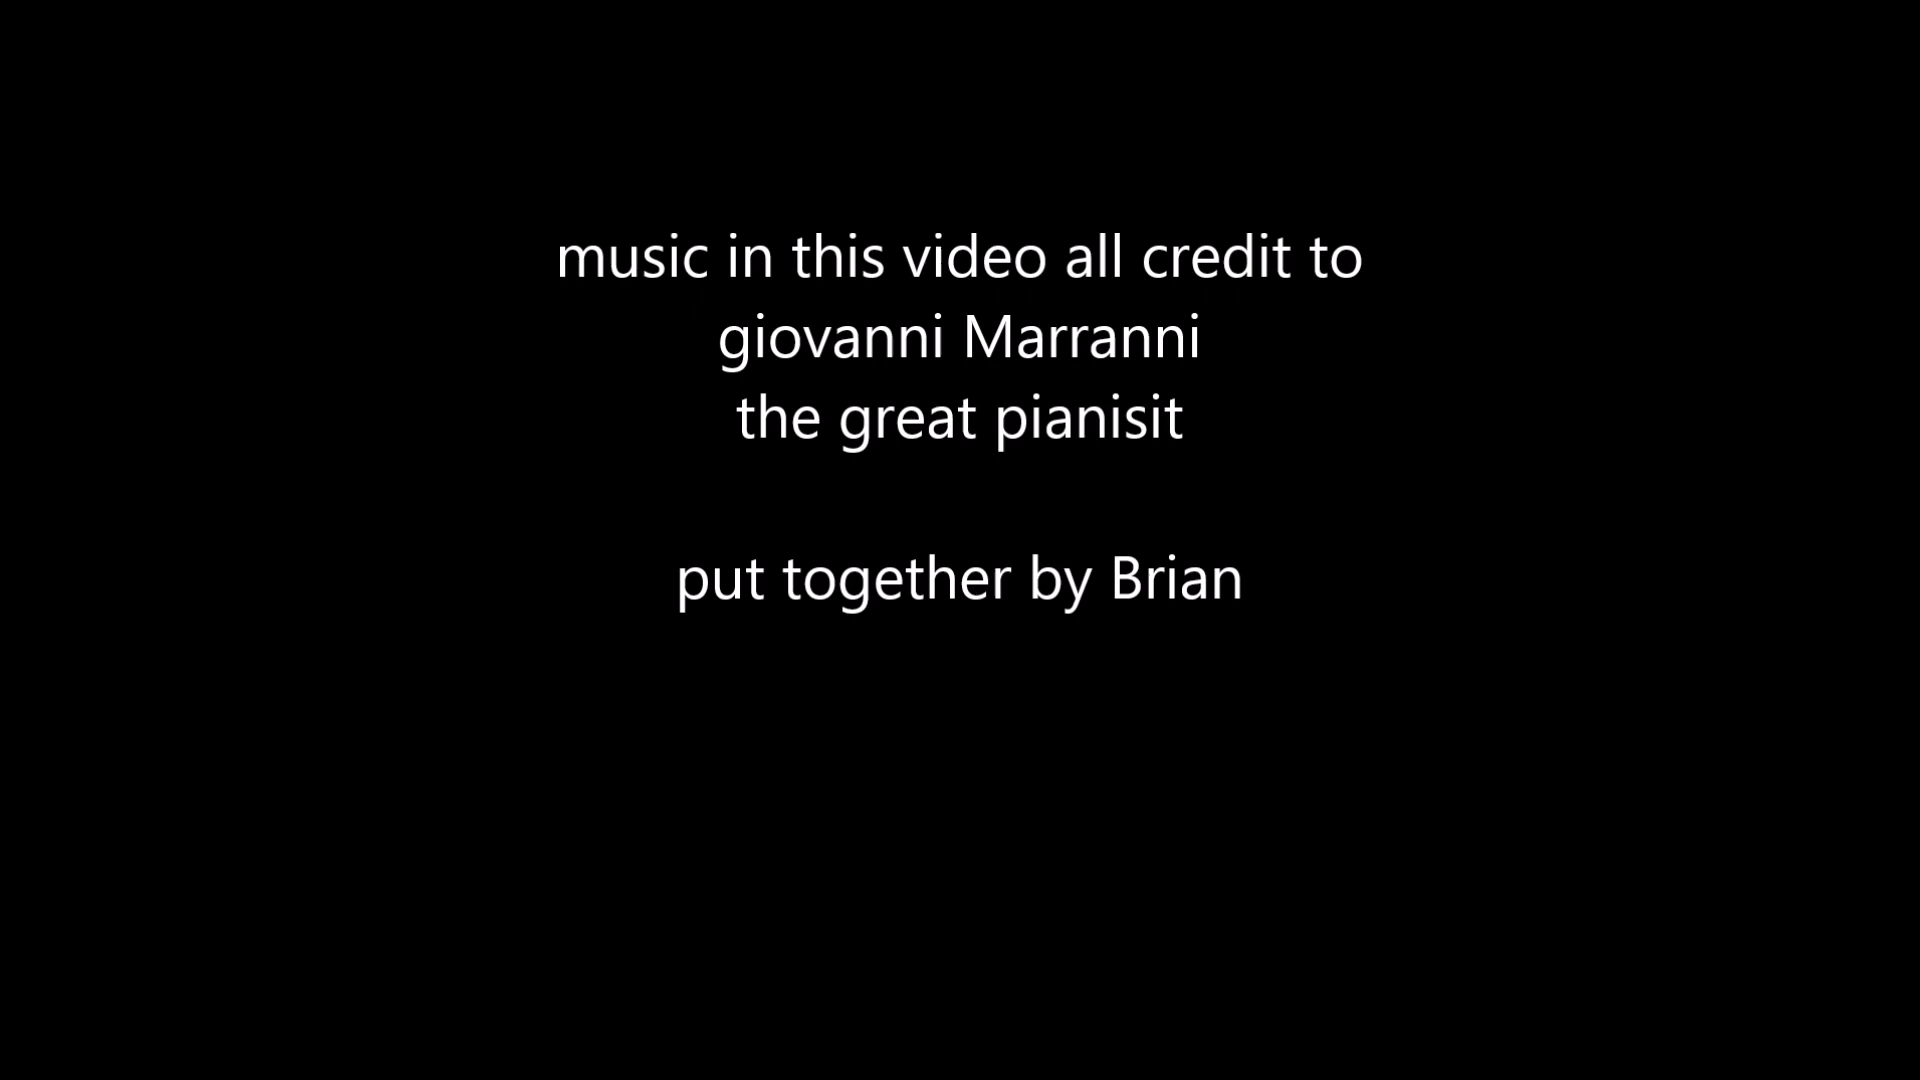 music in this video all credit to
giovanni Marranni
the great pianisit
put together by Brian